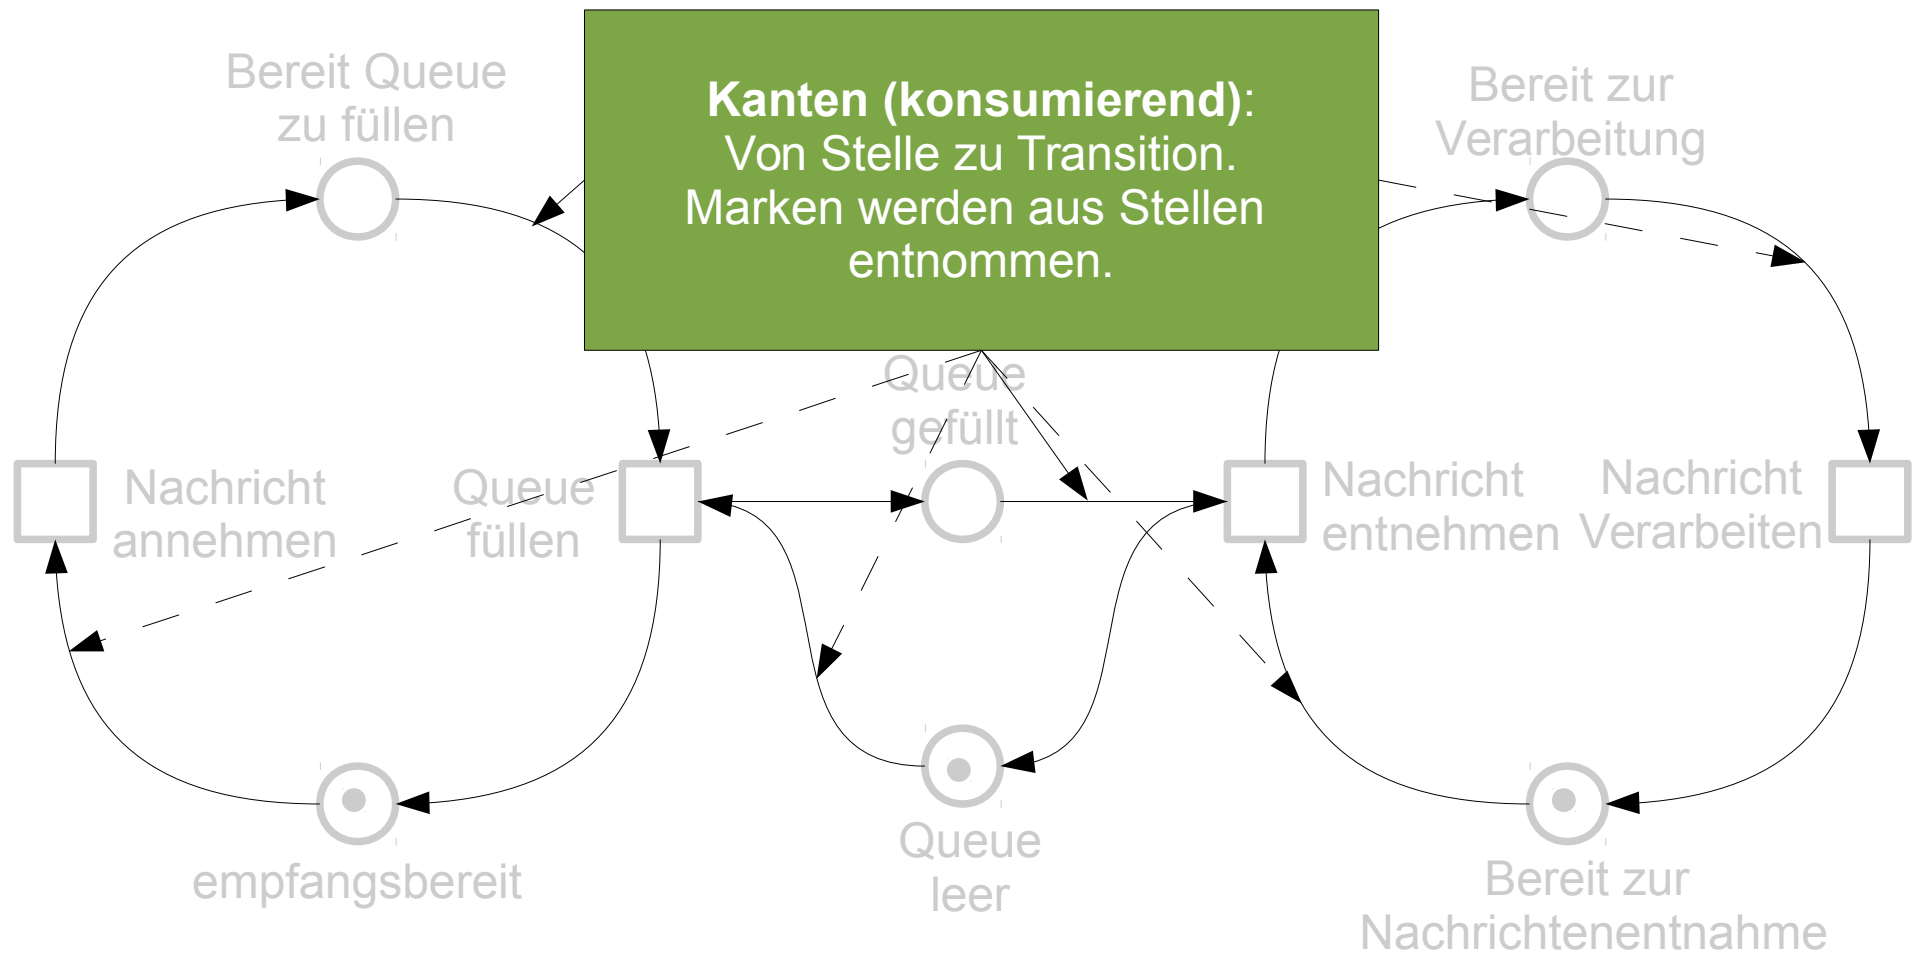 Bereit Queue
zu füllen
Kanten (konsumierend):
Von Stelle zu Transition.
Marken werden aus Stellen
entnommen.
Bereit zur
Verarbeitung
Queue
gefüllt
Nachricht
annehmen
Queue
füllen
Nachricht
entnehmen
Nachricht
Verarbeiten
empfangsbereit
Queue
leer
Bereit zur
Nachrichtenentnahme